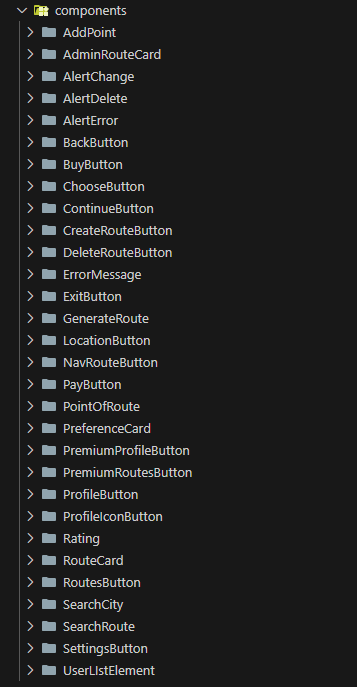 components
AddPoint
AdminRouteCard
AlertChange
AlertDelete
AlertError
BackButton
BuyButton
ChooseButton
ContinueButton
CreateRouteButton
DeleteRouteButton
ErrorMessage
ExitButton
GenerateRoute
LocationButton
NavRouteButton
PayButton
PointOfRoute
PreferenceCard
PremiumProfileButton
PremiumRoutesButton
ProfileButton
ProfileIconButton
Rating
RouteCard
RoutesButton
SearchCity
SearchRoute
SettingsButton
UserLIstElement